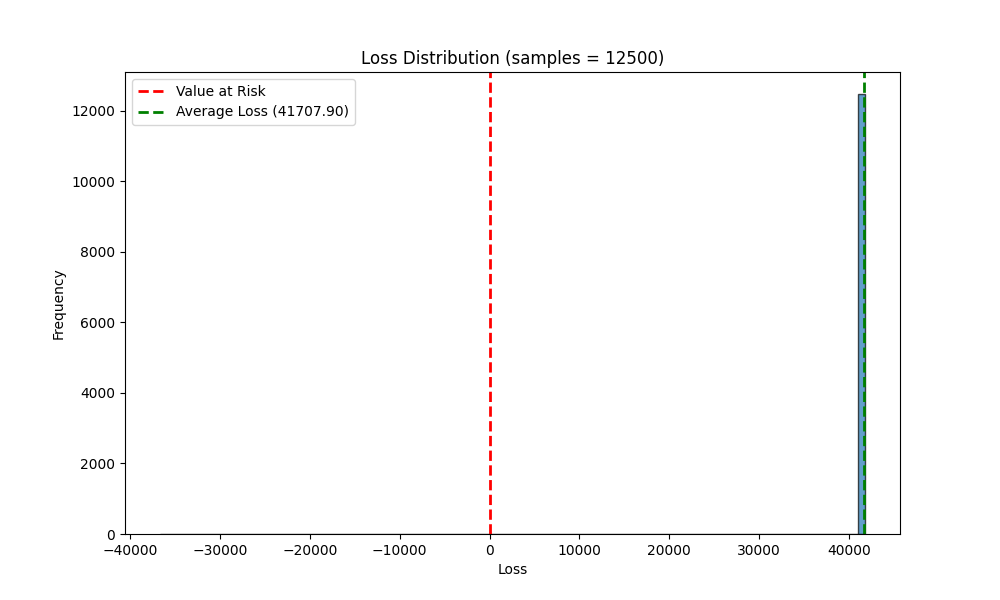 Loss Distribution (samples = 12500)
Value at Risk
Average Loss (41707.90)
12000
10000
8000
6000
4000
2000
0
Frequency
−40000 −30000 −20000 −10000 0 10000 20000 30000 40000
Loss